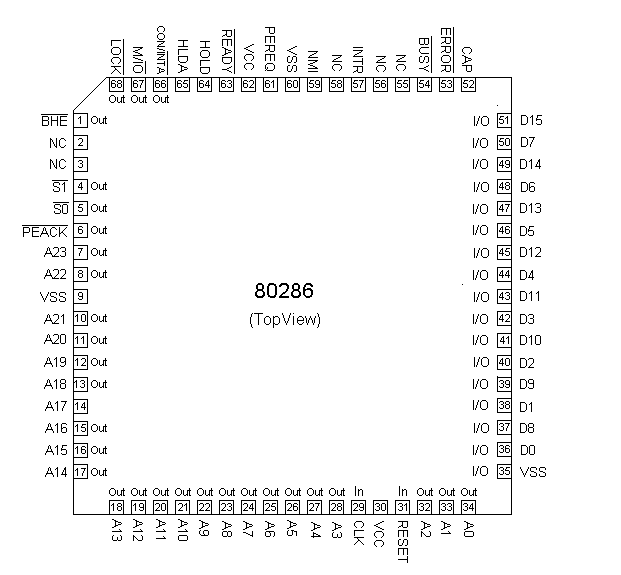 LOCK M/IO CON/INTA HLDA HOLD READY VCC PEREQ VSS NMI NC INTR NC NC BUSY ERROR CAP
68 67 66 65 64 63 62 61 60 59 58 57 56 55 54 53 52
Out Out Out
BHE 1 Out I/O 51 D15
NC 2 I/O 50 D7
NC 3 I/O 49 D14
S1 4 Out I/O 48 D6
S0 5 Out I/O 47 D13
PEACK 6 Out I/O 46 D5
A23 7 Out I/O 45 D12
A22 8 Out I/O 44 D4
VSS 9 I/O 43 D11
A21 10 Out I/O 42 D3
A20 11 Out I/O 41 D10
A19 12 Out I/O 40 D2
A18 13 Out I/O 39 D9
A17 14 I/O 38 D1
A16 15 Out I/O 37 D8
A15 16 Out I/O 36 D0
A14 17 Out I/O 35 VSS
80286
(TopView)
Out Out Out Out Out Out Out Out Out Out Out In In Out Out Out
18 19 20 21 22 23 24 25 26 27 28 29 30 31 32 33 34
A13 A12 A11 A10 A9 A8 A7 A6 A5 A4 A3 CLK VCC RESET A2 A1 A0